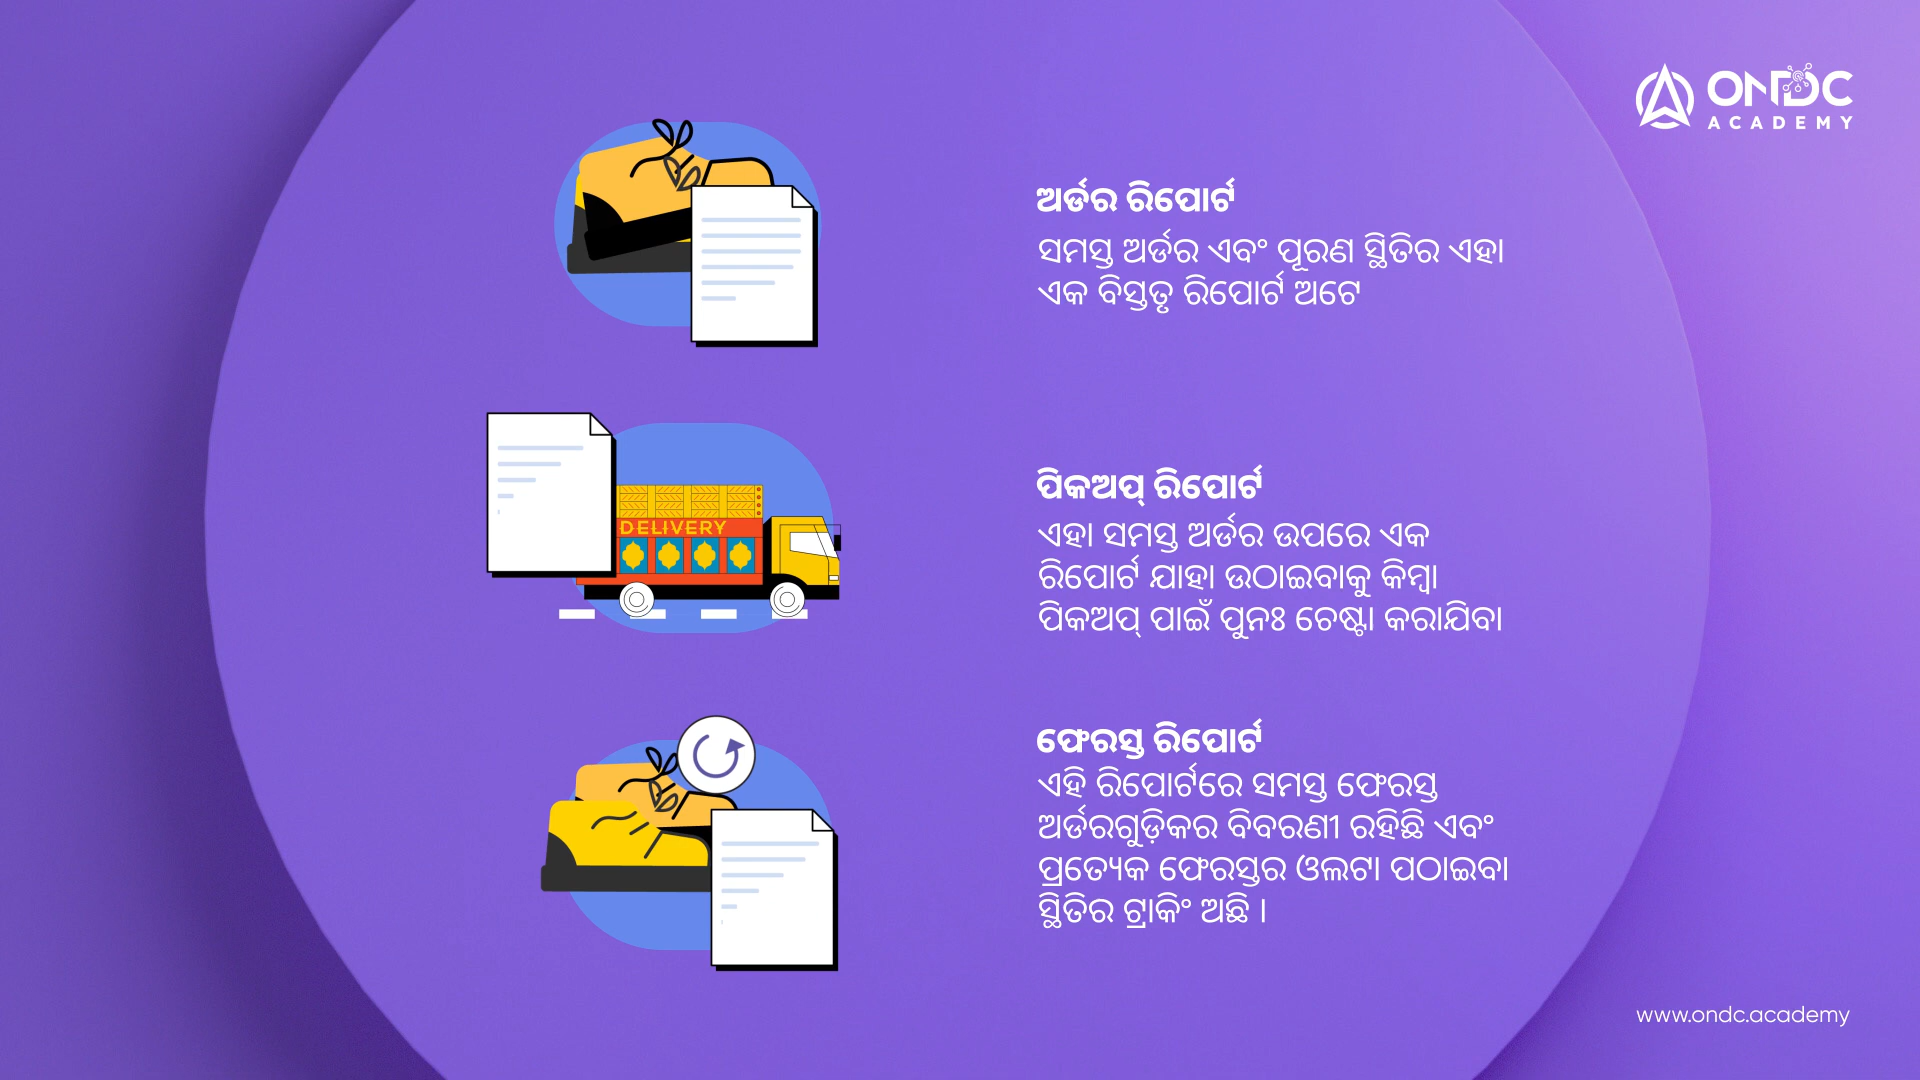 ONDC
ACADEMY
ଅର୍ଡର ରିପୋର୍ଟ
ସମସ୍ତ ଅର୍ଡର ଏବଂ ପୂରଣ ସ୍ଥିତିର ଏହା
ଏକ ବିସ୍ତୃତ ରିପୋର୍ଟ ଅଟେ
ପିକଅପ୍ ରିପୋର୍ଟ
ଏହା ସମସ୍ତ ଅର୍ଡର ଉପରେ ଏକ
ରିପୋର୍ଟ ଯାହା ଉଠାଇବାକୁ କିମ୍ବା
ପିକଅପ୍ ପାଇଁ ପୁନଃ ଚେଷ୍ଟା କରାଯିବା
DELIVERY
ଫେରସ୍ତ ରିପୋର୍ଟ
ଏହି ରିପୋର୍ଟରେ ସମସ୍ତ ଫେରସ୍ତ
ଅର୍ଡରଗୁଡ଼ିକର ବିବରଣୀ ରହିଛି ଏବଂ
ପ୍ରତ୍ୟେକ ଫେରସ୍ତର ଓଲଟା ପଠାଇବା
ସ୍ଥିତିର ଟ୍ରାକିଂ ଅଛି ।
www.ondc.academy